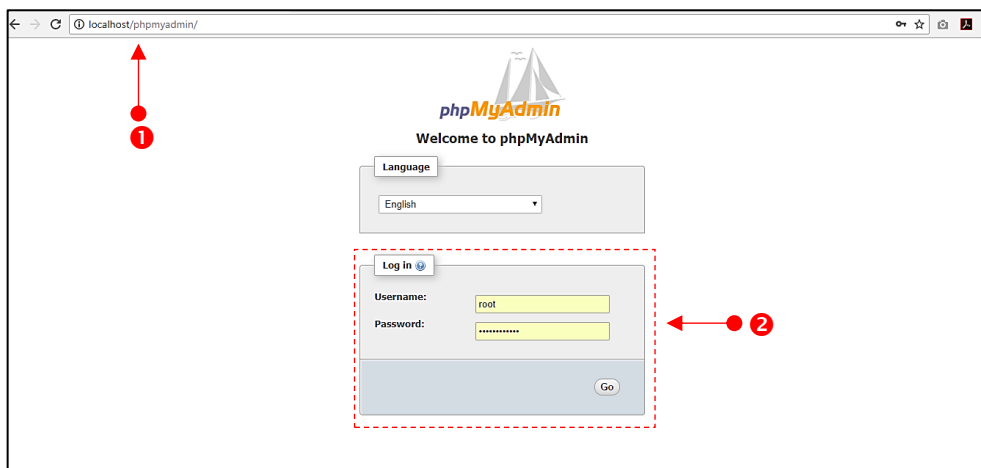 localhost/phpmyadmin/
phpMyAdmin
1
Welcome to phpMyAdmin
Language
English
Log in
Username:
root
Password:
••••••••••••
2
Go